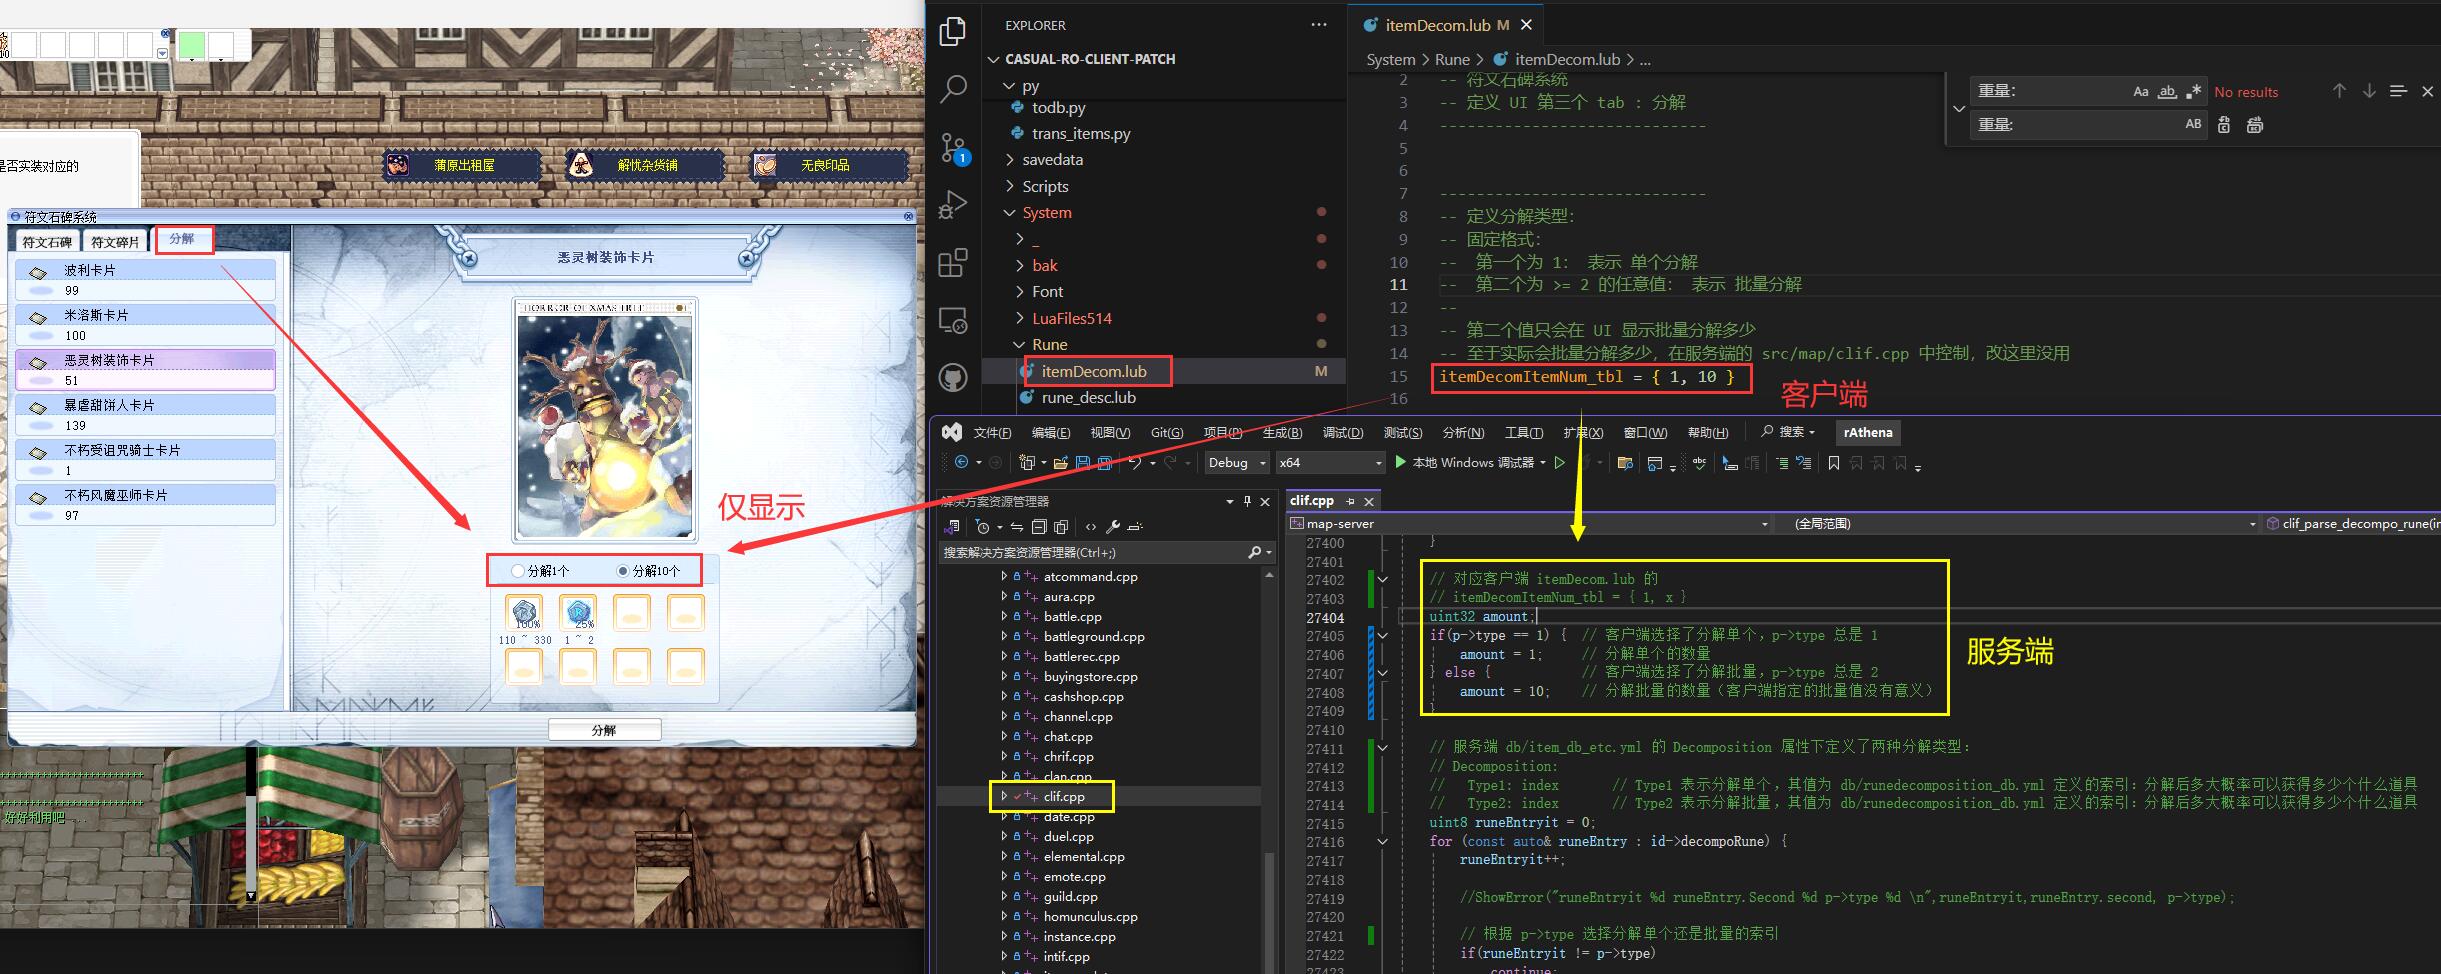 是否实装对应的
蒲原出租屋
解忧杂货铺
无良印品
符文石碑系统
符文石碑
符文碎片
分解
波利卡片
99
米洛斯卡片
100
恶灵树装饰卡片
51
暴虐甜饼人卡片
139
不朽受诅咒骑士卡片
1
不朽风魔巫师卡片
97
恶灵树装饰卡片
HORROR OF XMAS TREE
仅显示
分解1个
分解10个
100%
25%
110 ~ 330
1 ~ 2
分解
好好利用吧 ...
EXPLORER
CASUAL-RO-CLIENT-PATCH
py
todb.py
trans_items.py
savedata
Scripts
System
_
bak
Font
LuaFiles514
Rune
itemDecom.lub M
rune_desc.lub
1
itemDecom.lub M
System > Rune > itemDecom.lub > ...
重量:
Aa ab .*
No results
重量:
AB
2 -- 符文石碑系统
3 -- 定义 UI 第三个 tab : 分解
4 ----------------------------
5
6
7 ----------------------------
8 -- 定义分解类型:
9 -- 固定格式:
10 --  第一个为 1:  表示 单个分解
11 --  第二个为 >= 2 的任意值:  表示 批量分解
12 --
13 -- 第二个值只会在 UI 显示批量分解多少
14 -- 至于实际会批量分解多少, 在服务端的 src/map/clif.cpp 中控制, 改这里没用
15 itemDecomItemNum_tbl = { 1, 10 }
16
客户端
文件(F) 编辑(E) 视图(V) Git(G) 项目(P) 生成(B) 调试(D) 测试(S) 分析(N) 工具(T) 扩展(X) 窗口(W) 帮助(H) 搜索 rAthena
Debug x64 本地 Windows 调试器
解决方案资源管理器
搜索解决方案资源管理器(Ctrl+;)
atcommand.cpp
aura.cpp
battle.cpp
battleground.cpp
battlerec.cpp
buyingstore.cpp
cashshop.cpp
channel.cpp
chat.cpp
chrif.cpp
clan.cpp
clif.cpp
date.cpp
duel.cpp
elemental.cpp
emote.cpp
guild.cpp
homunculus.cpp
instance.cpp
intif.cpp
clif.cpp
map-server
(全局范围)
clif_parse_decompo_rune(in
27400 }
27401
27402 // 对应客户端 itemDecom.lub 的
27403 // itemDecomItemNum_tbl = { 1, x }
27404 uint32 amount;
27405 if(p->type == 1) {  // 客户端选择了分解单个, p->type 总是 1
27406     amount = 1;     // 分解单个的数量
27407 } else {            // 客户端选择了分解批量, p->type 总是 2
27408     amount = 10;    // 分解批量的数量（客户端指定的批量值没有意义）
27409 }
27410
27411 // 服务端 db/item_db_etc.yml 的 Decomposition 属性下定义了两种分解类型:
27412 // Decomposition:
27413 //   Type1: index       // Type1 表示分解单个, 其值为 db/runedecomposition_db.yml 定义的索引: 分解后多大概率可以获得多少个什么道具
27414 //   Type2: index       // Type2 表示分解批量, 其值为 db/runedecomposition_db.yml 定义的索引: 分解后多大概率可以获得多少个什么道具
27415 uint8 runeEntryit = 0;
27416 for (const auto& runeEntry : id->decompoRune) {
27417     runeEntryit++;
27418
27419     //ShowError("runeEntryit %d runeEntry.Second %d p->type %d \n",runeEntryit,runeEntry.second, p->type);
27420
27421     // 根据 p->type 选择分解单个还是批量的索引
27422     if(runeEntryit != p->type)
27423         continue;
服务端